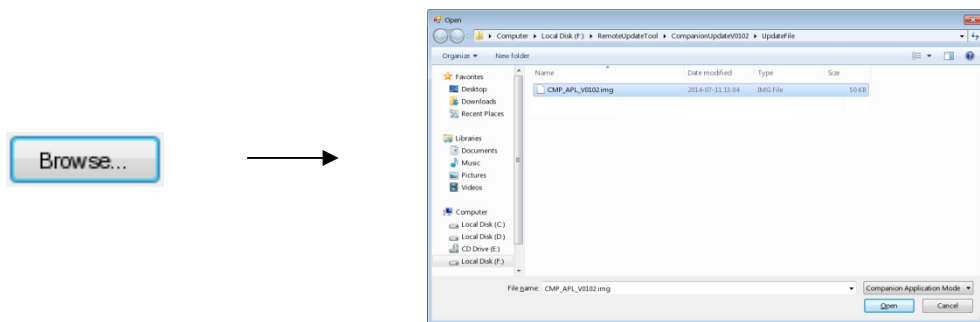 Browse...
Open
Computer Local Disk (F:) RemoteUpdateTool CompanionUpdateV0102 UpdateFile
Organize New folder
Name Date modified Type Size
CMP_APL_V0102.img 2014-07-11 13:04 IMG File 50 KB
Favorites
Desktop
Downloads
Recent Places
Libraries
Documents
Music
Pictures
Videos
Computer
Local Disk (C:)
Local Disk (D:)
CD Drive (E:)
Local Disk (F:)
File name: CMP_APL_V0102.img Companion Application Mode
Open Cancel